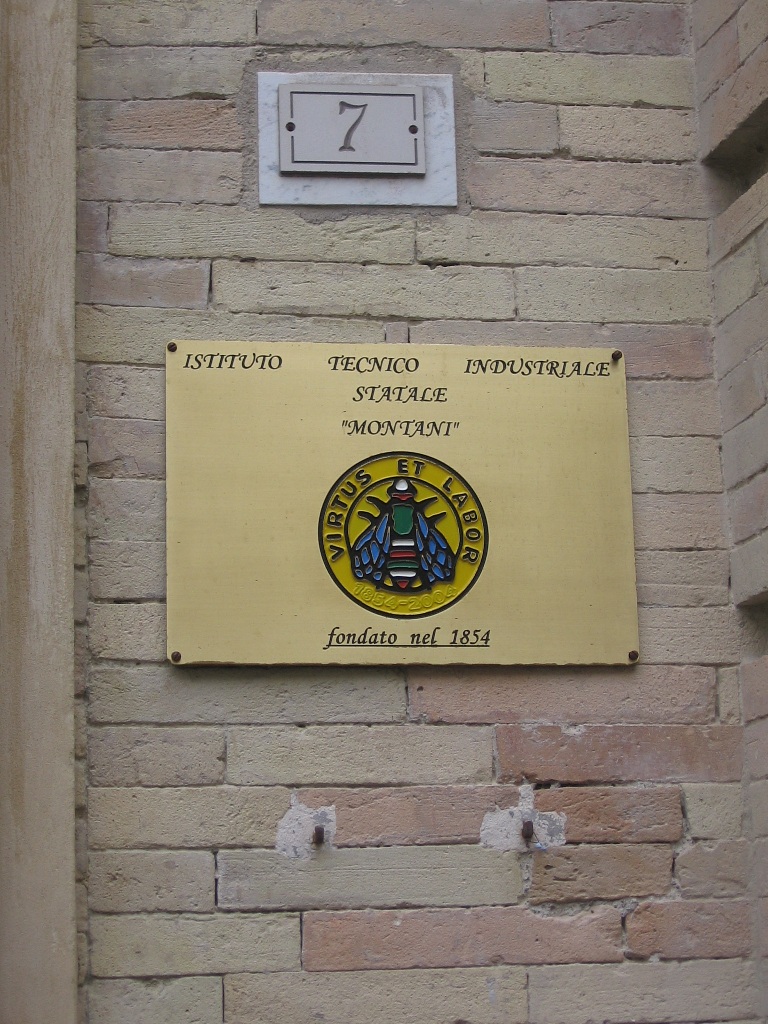 7
ISTITUTO TECNICO INDUSTRIALE
STATALE
"MONTANI"
VIRTUS ET LABOR
1854-2004
fondato nel 1854